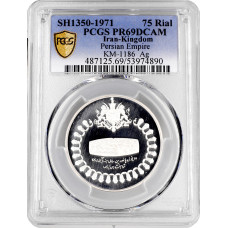 SH1350-1971 75 Rial
PCGS PR69DCAM
Iran-Kingdom
Persian Empire
KM-1186 Ag
487125.69/53974890
PCGS